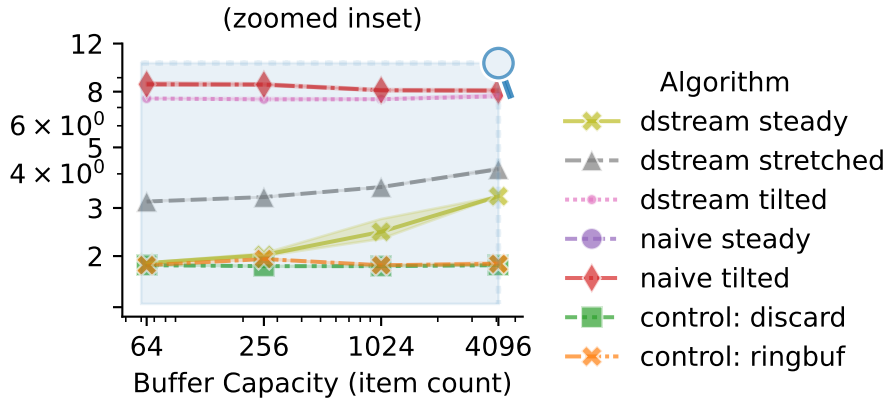 (zoomed inset)
12
8
6 × 10⁰
5
4 × 10⁰
3
2
64 256 1024 4096
Buffer Capacity (item count)
Algorithm
dstream steady
dstream stretched
dstream tilted
naive steady
naive tilted
control: discard
control: ringbuf